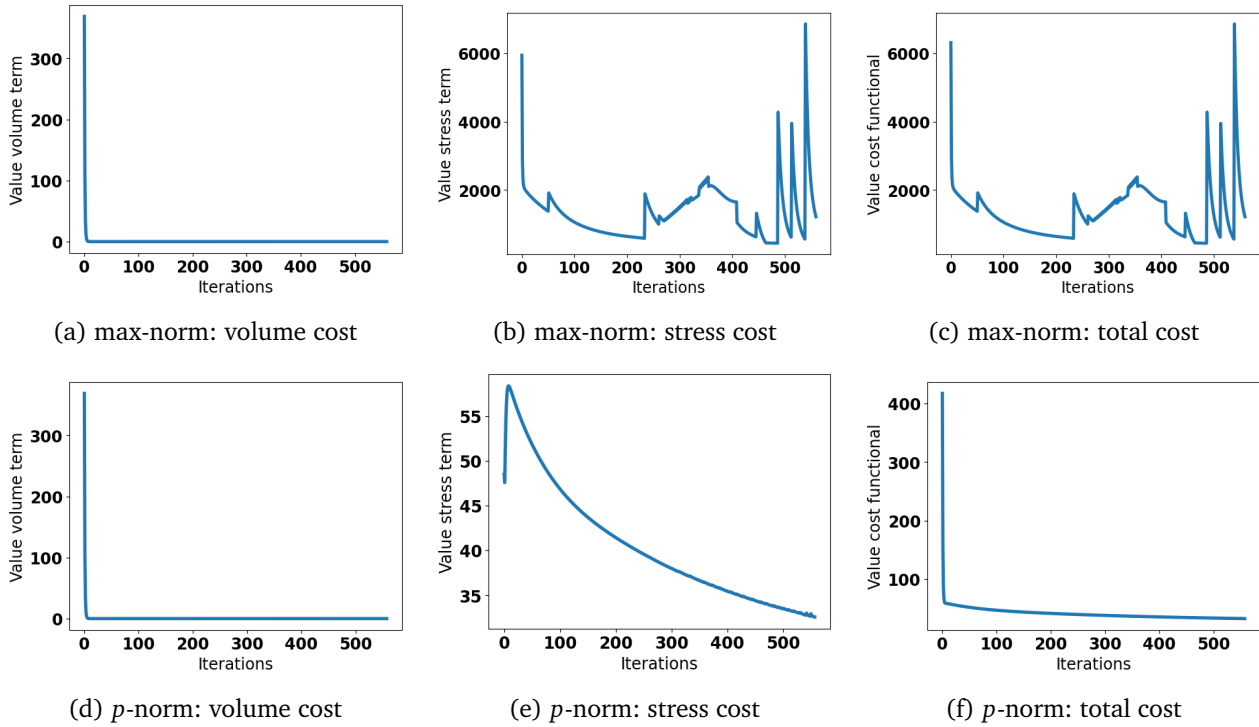 Value volume term
300
200
100
0
0 100 200 300 400 500
Iterations
(a) max-norm: volume cost
Value stress term
6000
4000
2000
0 100 200 300 400 500
Iterations
(b) max-norm: stress cost
Value cost functional
6000
4000
2000
0 100 200 300 400 500
Iterations
(c) max-norm: total cost
Value volume term
300
200
100
0
0 100 200 300 400 500
Iterations
(d) p-norm: volume cost
Value stress term
55
50
45
40
35
0 100 200 300 400 500
Iterations
(e) p-norm: stress cost
Value cost functional
400
300
200
100
0 100 200 300 400 500
Iterations
(f) p-norm: total cost